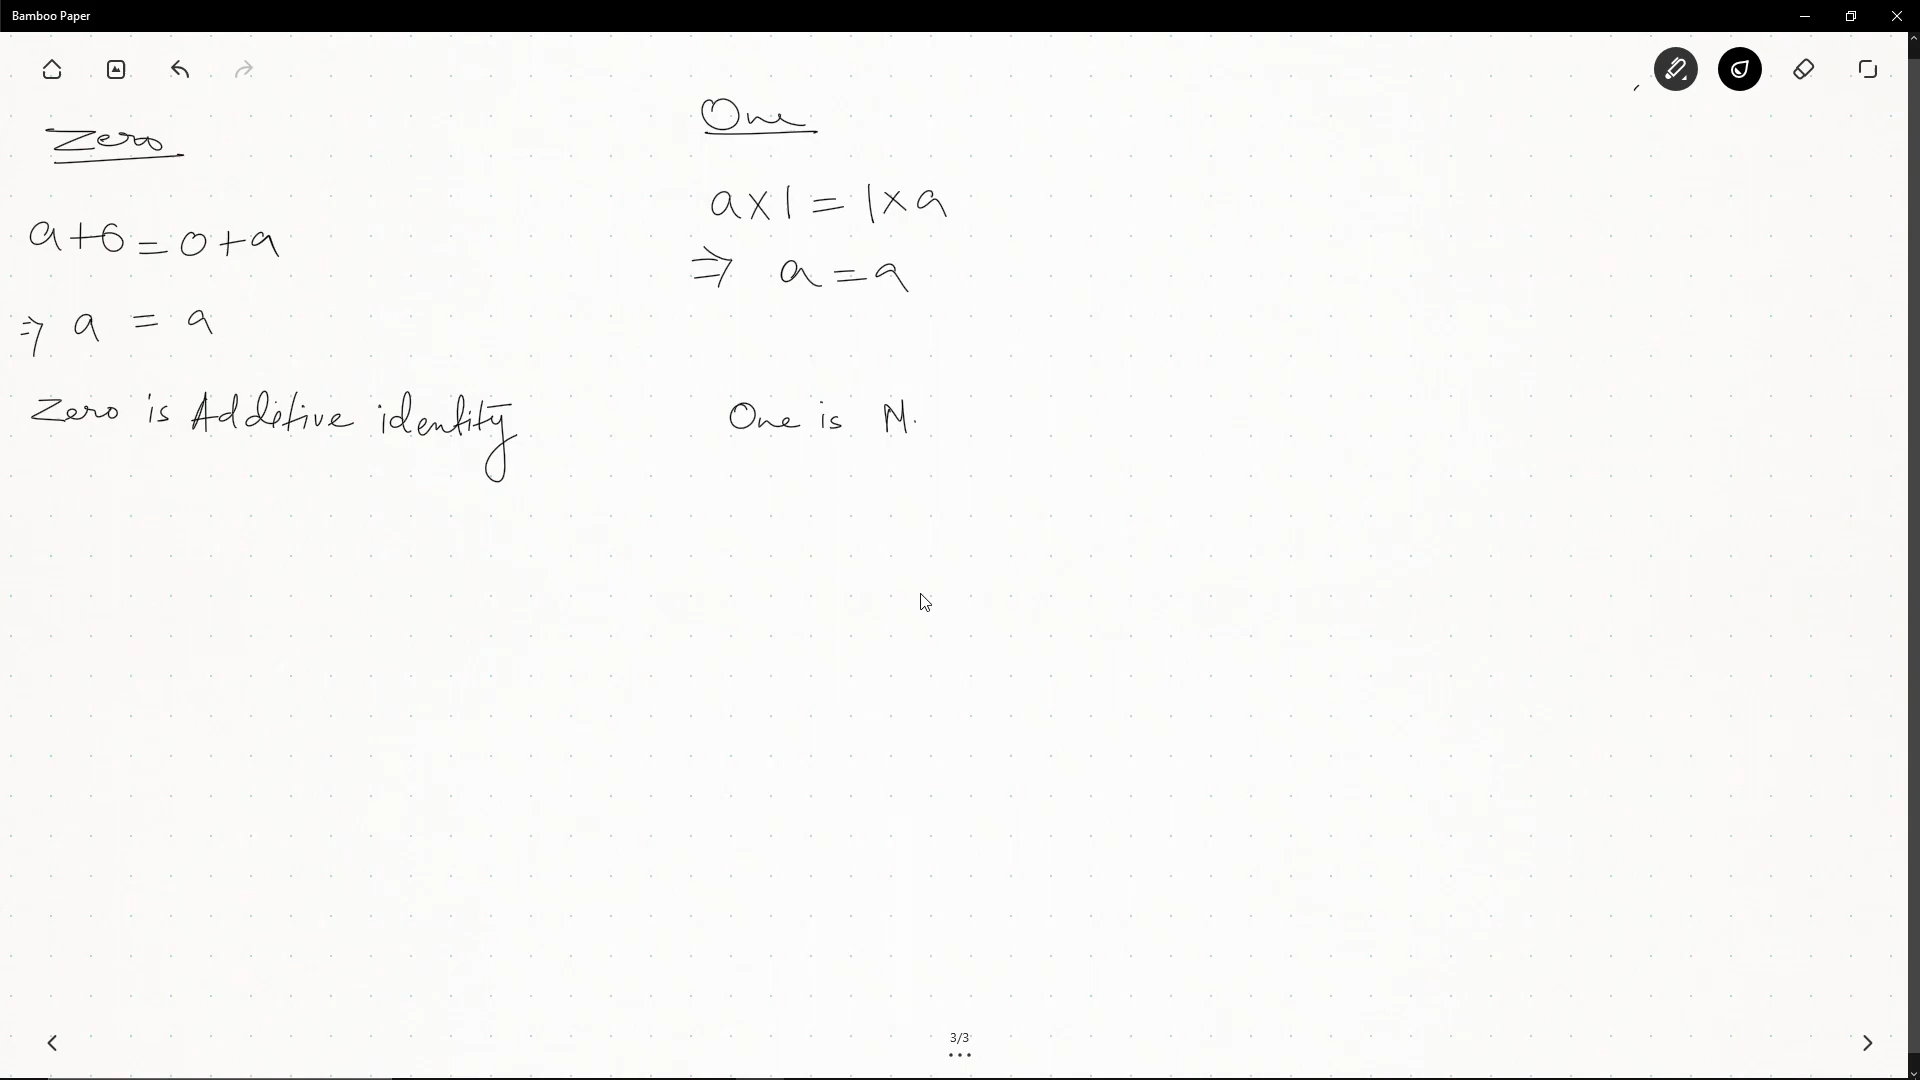 Bamboo Paper
Zero
a+0=0+a
⇒ a = a
Zero is Additive identity
One
a×1=1×a
⇒ a=a
One is M.
3/3